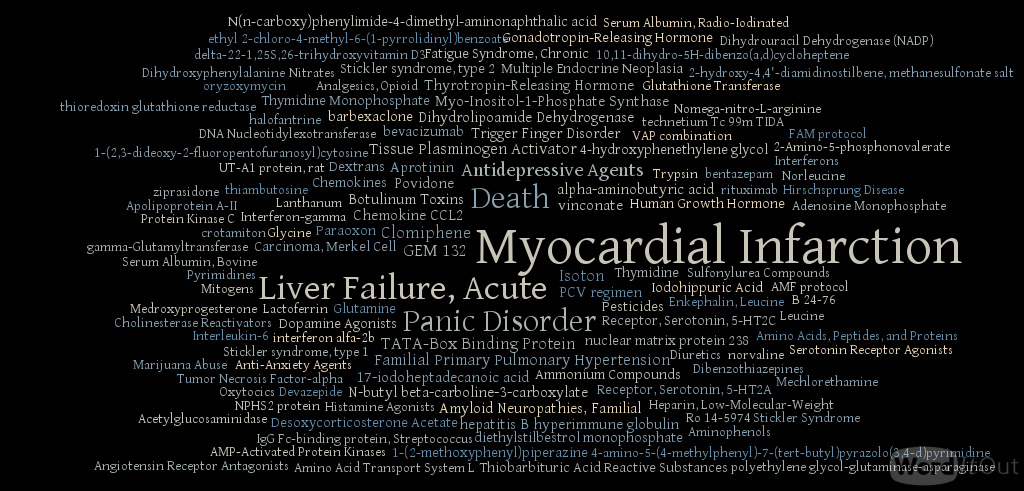 N(n-carboxy)phenylimide-4-dimethyl-aminonaphthalic acid Serum Albumin, Radio-Iodinated
ethyl 2-chloro-4-methyl-6-(1-pyrrolidinyl)benzoate Gonadotropin-Releasing Hormone Dihydrouracil Dehydrogenase (NADP)
delta-22-1,25S,26-trihydroxyvitamin D3 Fatigue Syndrome, Chronic 10,11-dihydro-5H-dibenzo(a,d)cycloheptene
Dihydroxyphenylalanine Nitrates Stickler syndrome, type 2 Multiple Endocrine Neoplasia 2-hydroxy-4,4'-diamidinostilbene, methanesulfonate salt
oryzoxymycin Analgesics, Opioid Thyrotropin-Releasing Hormone Glutathione Transferase
thioredoxin glutathione reductase Thymidine Monophosphate Myo-Inositol-1-Phosphate Synthase Nomega-nitro-L-arginine
halofantrine barbexaclone Dihydrolipoamide Dehydrogenase technetium Tc 99m TIDA
DNA Nucleotidylexotransferase bevacizumab Trigger Finger Disorder VAP combination FAM protocol
1-(2,3-dideoxy-2-fluoropentofuranosyl)cytosine Tissue Plasminogen Activator 4-hydroxyphenethylene glycol 2-Amino-5-phosphonovalerate
UT-A1 protein, rat Dextrans Aprotinin Antidepressive Agents Trypsin bentazepam Interferons Norleucine
ziprasidone thiambutosine Chemokines Povidone Death alpha-aminobutyric acid rituximab Hirschsprung Disease
Apolipoprotein A-II Lanthanum Botulinum Toxins vinconate Human Growth Hormone Adenosine Monophosphate
Protein Kinase C Interferon-gamma Chemokine CCL2
crotamiton Glycine Paraoxon Clomiphene
gamma-Glutamyltransferase Carcinoma, Merkel Cell GEM 132 Myocardial Infarction
Serum Albumin, Bovine
Pyrimidines Isoton Thymidine Sulfonylurea Compounds
Mitogens Liver Failure, Acute PCV regimen Iodohippuric Acid AMF protocol
Medroxyprogesterone Lactoferrin Glutamine Pesticides Enkephalin, Leucine B 24-76
Cholinesterase Reactivators Dopamine Agonists Panic Disorder Receptor, Serotonin, 5-HT2C Leucine
Interleukin-6 interferon alfa-2b TATA-Box Binding Protein nuclear matrix protein 238 Amino Acids, Peptides, and Proteins
Stickler syndrome, type 1 Familial Primary Pulmonary Hypertension Diuretics norvaline Serotonin Receptor Agonists
Marijuana Abuse Anti-Anxiety Agents Dibenzothiazepines
Tumor Necrosis Factor-alpha 17-iodoheptadecanoic acid Ammonium Compounds Mechlorethamine
Oxytocics Devazepide N-butyl beta-carboline-3-carboxylate Receptor, Serotonin, 5-HT2A
NPHS2 protein Histamine Agonists Amyloid Neuropathies, Familial Heparin, Low-Molecular-Weight
Acetylglucosaminidase Desoxycorticosterone Acetate hepatitis B hyperimmune globulin Ro 14-5974 Stickler Syndrome
IgG Fc-binding protein, Streptococcus diethylstilbestrol monophosphate Aminophenols
AMP-Activated Protein Kinases 1-(2-methoxyphenyl)piperazine 4-amino-5-(4-methylphenyl)-7-(tert-butyl)pyrazolo(3,4-d)pyrimidine
Angiotensin Receptor Antagonists Amino Acid Transport System L Thiobarbituric Acid Reactive Substances polyethylene glycol-glutaminase-asparaginase
WordItOut